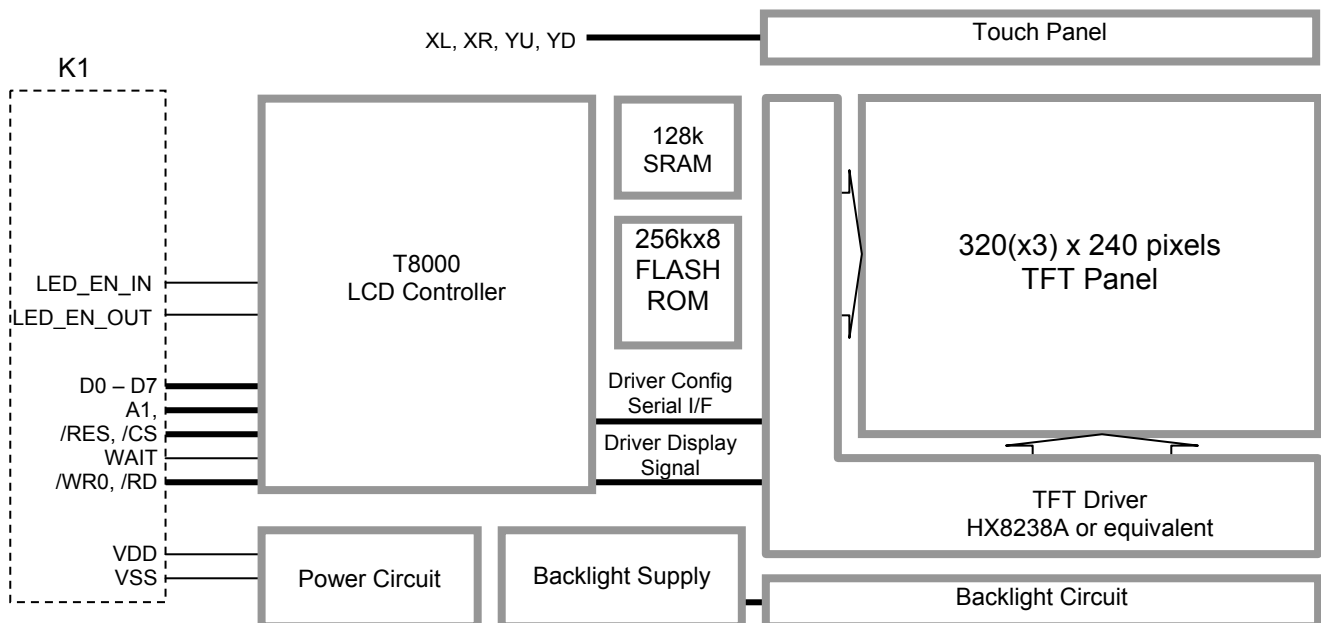 XL, XR, YU, YD
Touch Panel
K1
LED_EN_IN
LED_EN_OUT
D0 – D7
A1,
/RES, /CS
WAIT
/WR0, /RD
VDD
VSS
T8000
LCD Controller
128k
SRAM
256kx8
FLASH
ROM
Driver Config
Serial I/F
Driver Display
Signal
320(x3) x 240 pixels
TFT Panel
TFT Driver
HX8238A or equivalent
Power Circuit
Backlight Supply
Backlight Circuit